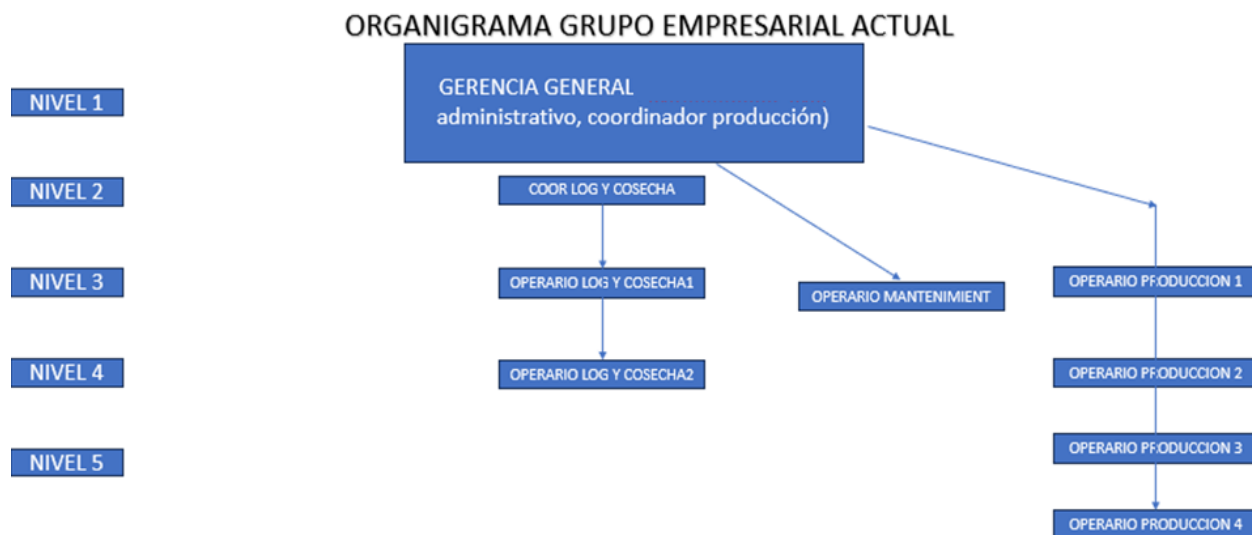 ORGANIGRAMA GRUPO EMPRESARIAL ACTUAL
GERENCIA GENERAL
administrativo, coordinador producción)
NIVEL 1
NIVEL 2
COOR LOG Y COSECHA
NIVEL 3
OPERARIO LOG Y COSECHA1
OPERARIO MANTENIMIENT
OPERARIO PRODUCCION 1
NIVEL 4
OPERARIO LOG Y COSECHA2
OPERARIO PRODUCCION 2
NIVEL 5
OPERARIO PRODUCCION 3
OPERARIO PRODUCCION 4